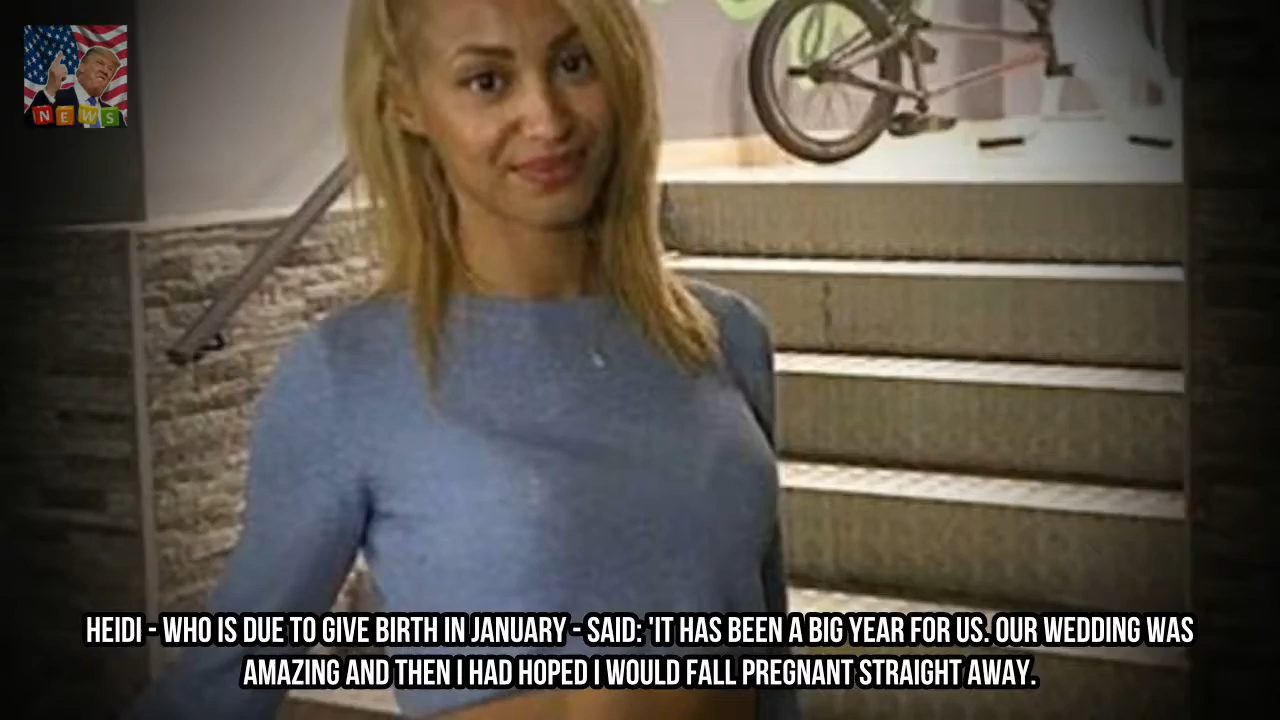 NEWS
HEIDI - WHO IS DUE TO GIVE BIRTH IN JANUARY - SAID: 'IT HAS BEEN A BIG YEAR FOR US. OUR WEDDING WAS
AMAZING AND THEN I HAD HOPED I WOULD FALL PREGNANT STRAIGHT AWAY.